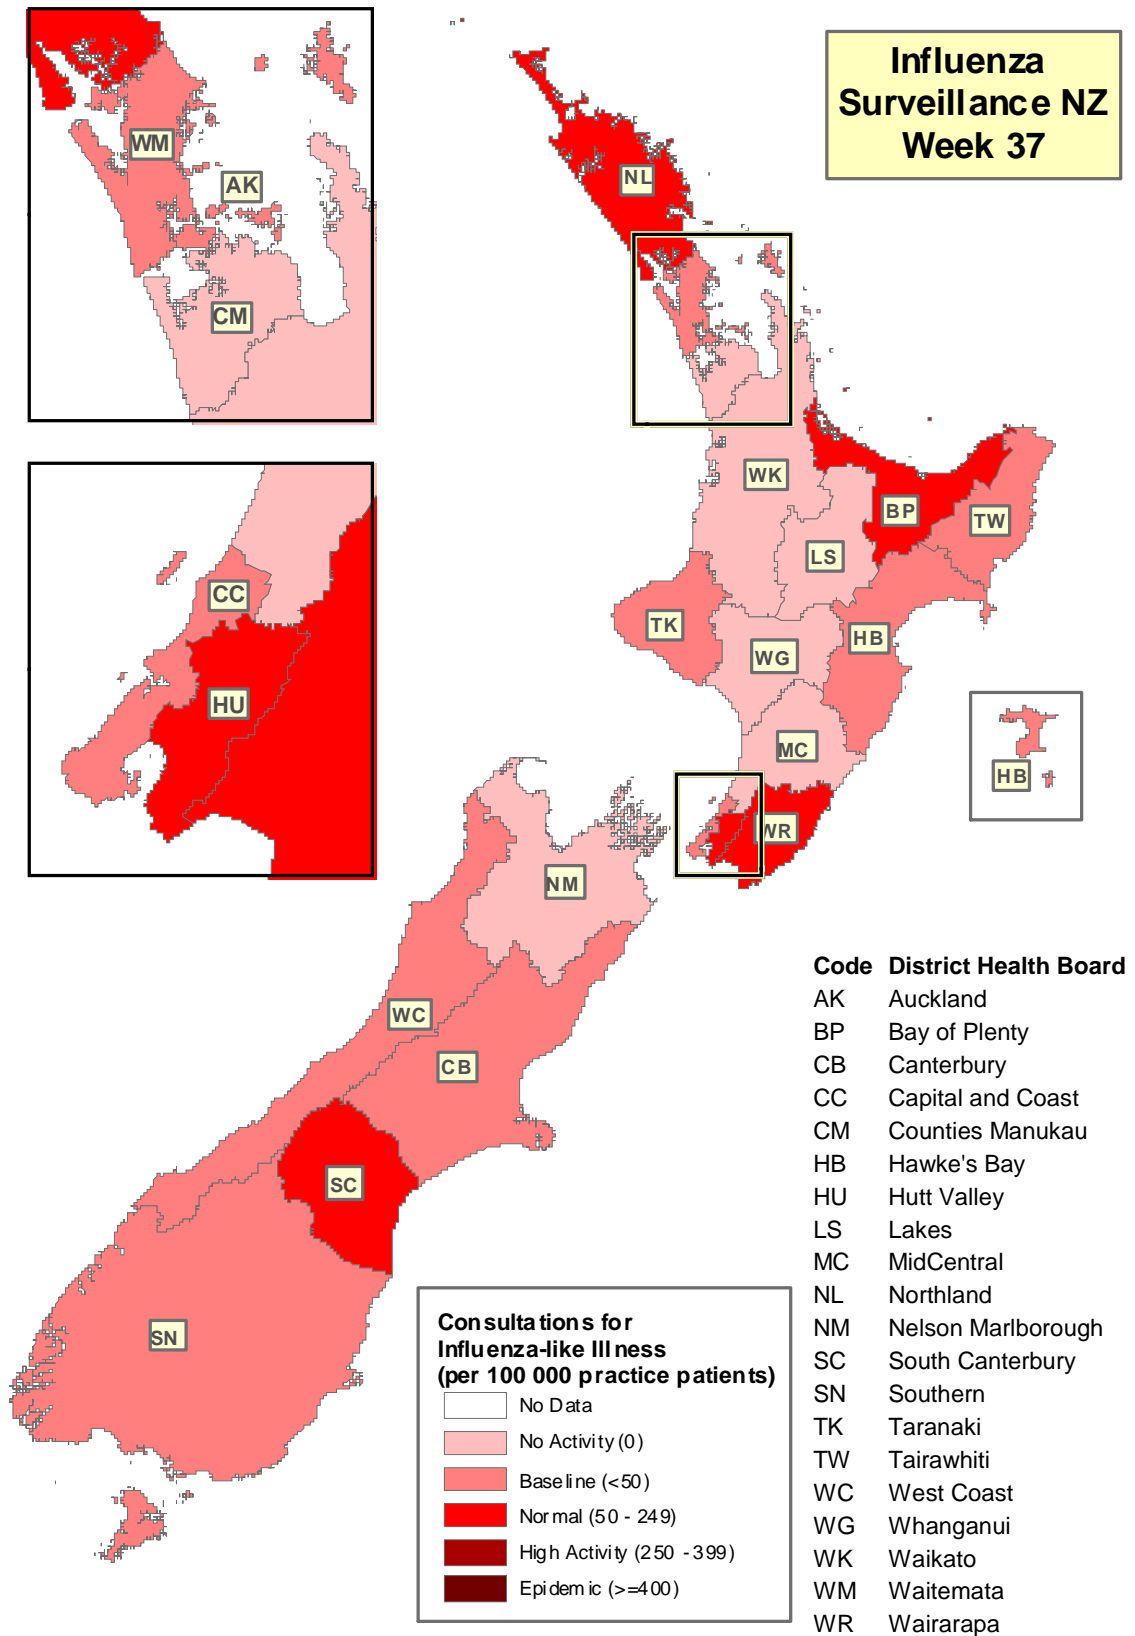 Influenza
Surveillance NZ
Week 37
WM
AK
CM
NL
WK
BP
TW
LS
TK
HB
WG
MC
HB
CC
HU
WR
NM
WC
CB
SC
SN
Code District Health Board
AK Auckland
BP Bay of Plenty
CB Canterbury
CC Capital and Coast
CM Counties Manukau
HB Hawke's Bay
HU Hutt Valley
LS Lakes
MC MidCentral
NL Northland
NM Nelson Marlborough
SC South Canterbury
SN Southern
TK Taranaki
TW Tairawhiti
WC West Coast
WG Whanganui
WK Waikato
WM Waitemata
WR Wairarapa
Consultations for
Influenza-like Illness
(per 100 000 practice patients)
No Data
No Activity (0)
Baseline (<50)
Normal (50 - 249)
High Activity (250 - 399)
Epidemic (>=400)